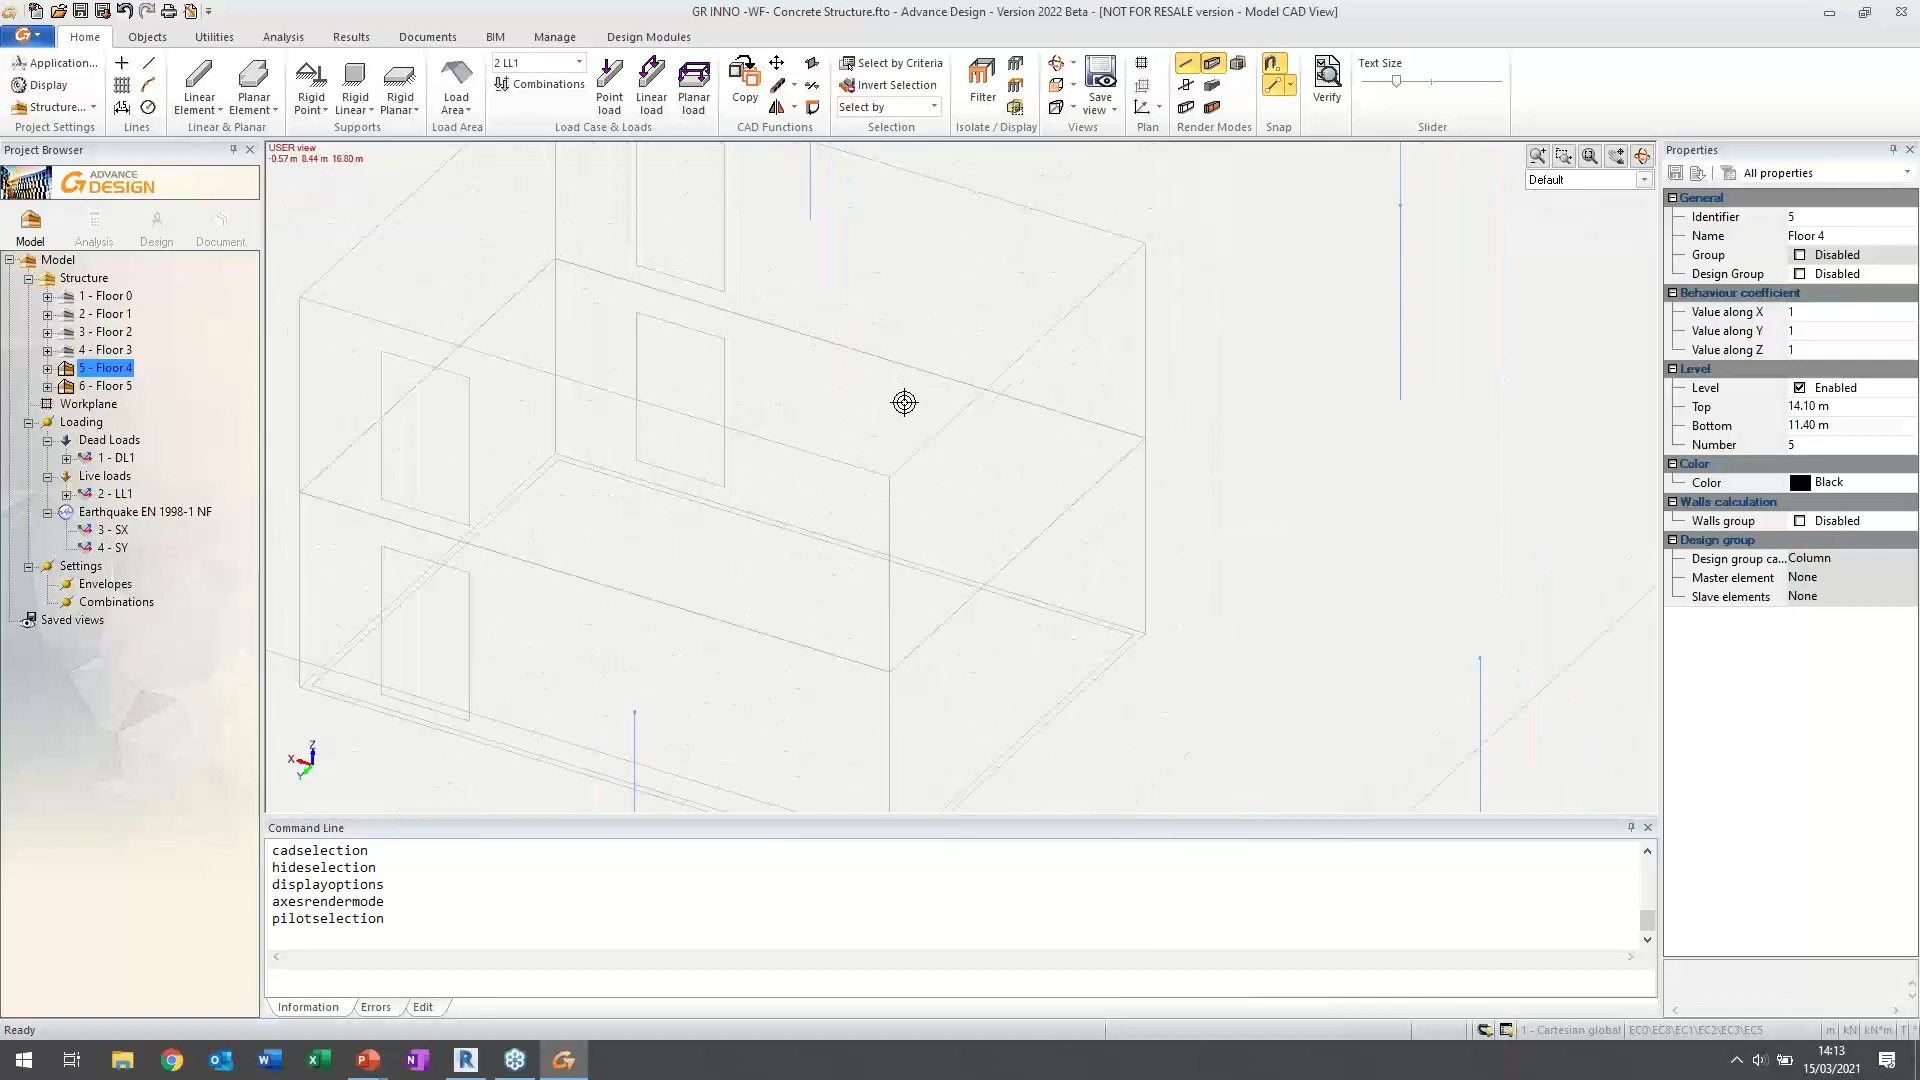 GR INNO -WF- Concrete Structure.fto - Advance Design - Version 2022 Beta - [NOT FOR RESALE version - Model CAD View]
Home Objects Utilities Analysis Results Documents BIM Manage Design Modules
Application...
Display
Structure...
Project Settings
Lines
Linear Element
Planar Element
Linear & Planar
Rigid Point
Rigid Linear
Rigid Planar
Supports
Load Area
Load Area
2 LL1
Combinations
Point load
Linear load
Planar load
Load Case & Loads
Copy
CAD Functions
Select by Criteria
Invert Selection
Select by
Selection
Filter
Isolate / Display
Save view
Views
Plan
Render Modes
Snap
Verify
Text Size
Slider
Project Browser
ADVANCE
DESIGN
Model Analysis Design Document
Model
Structure
1 - Floor 0
2 - Floor 1
3 - Floor 2
4 - Floor 3
5 - Floor 4
6 - Floor 5
Workplane
Loading
Dead Loads
1 - DL1
Live loads
2 - LL1
Earthquake EN 1998-1 NF
3 - SX
4 - SY
Settings
Envelopes
Combinations
Saved views
USER view
-0.57 m 8.44 m 16.80 m
Default
X
Y
Z
Properties
All properties
General
Identifier 5
Name Floor 4
Group Disabled
Design Group Disabled
Behaviour coefficient
Value along X 1
Value along Y 1
Value along Z 1
Level
Level Enabled
Top 14.10 m
Bottom 11.40 m
Number 5
Color
Color Black
Walls calculation
Walls group Disabled
Design group
Design group ca... Column
Master element None
Slave elements None
Command Line
cadselection
hideselection
displayoptions
axesrendermode
pilotselection
Information Errors Edit
Ready
1 - Cartesian global EC0\EC8\EC1\EC2\EC3\EC5 m kN kN*m T °
14:13
15/03/2021